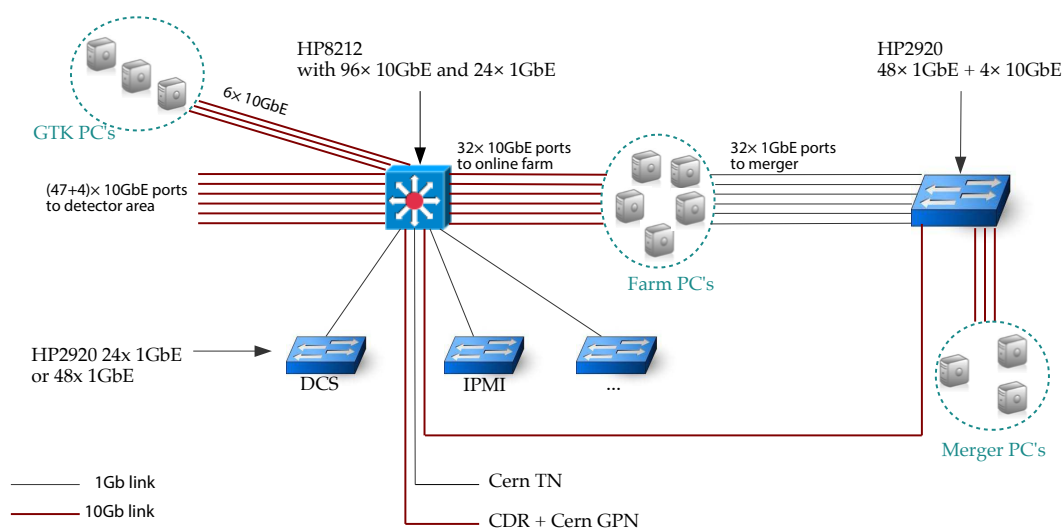 HP8212
with 96× 10GbE and 24× 1GbE
HP2920
48× 1GbE + 4× 10GbE
6× 10GbE
GTK PC's
(47+4)× 10GbE ports
to detector area
32× 10GbE ports
to online farm
32× 1GbE ports
to merger
Farm PC's
HP2920 24x 1GbE
or 48x 1GbE
DCS
IPMI
...
Merger PC's
1Gb link
10Gb link
Cern TN
CDR + Cern GPN